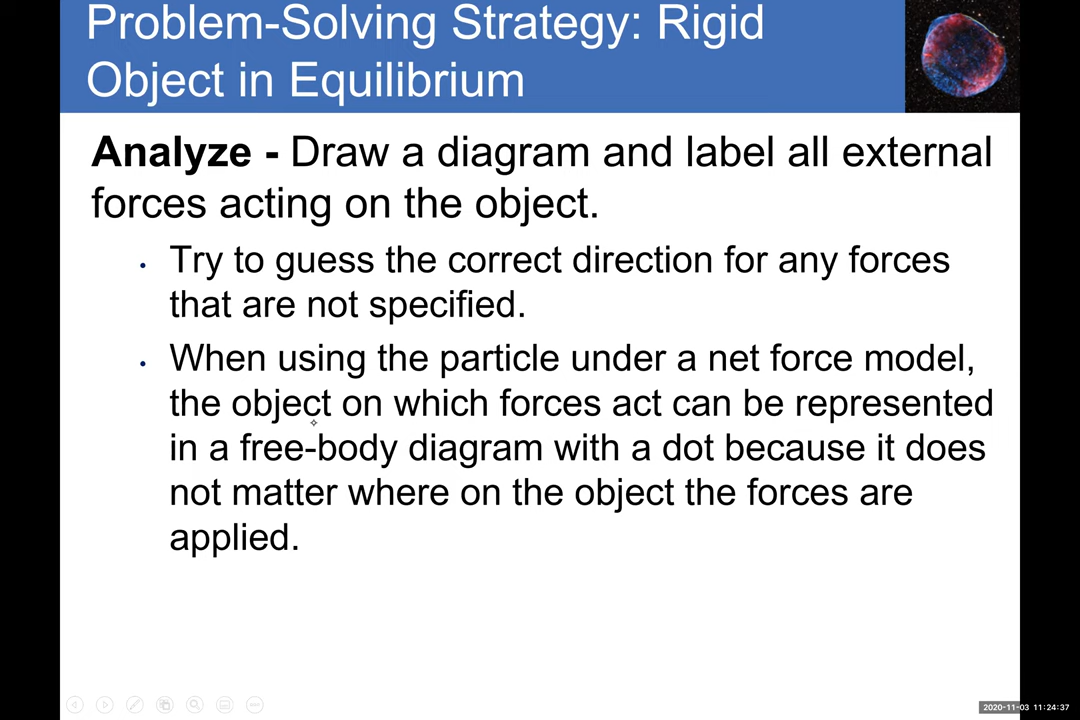 Problem-Solving Strategy: Rigid
Object in Equilibrium
Analyze - Draw a diagram and label all external
forces acting on the object.
• Try to guess the correct direction for any forces
that are not specified.
• When using the particle under a net force model,
the object on which forces act can be represented
in a free-body diagram with a dot because it does
not matter where on the object the forces are
applied.
2020-11-03 11:24:37